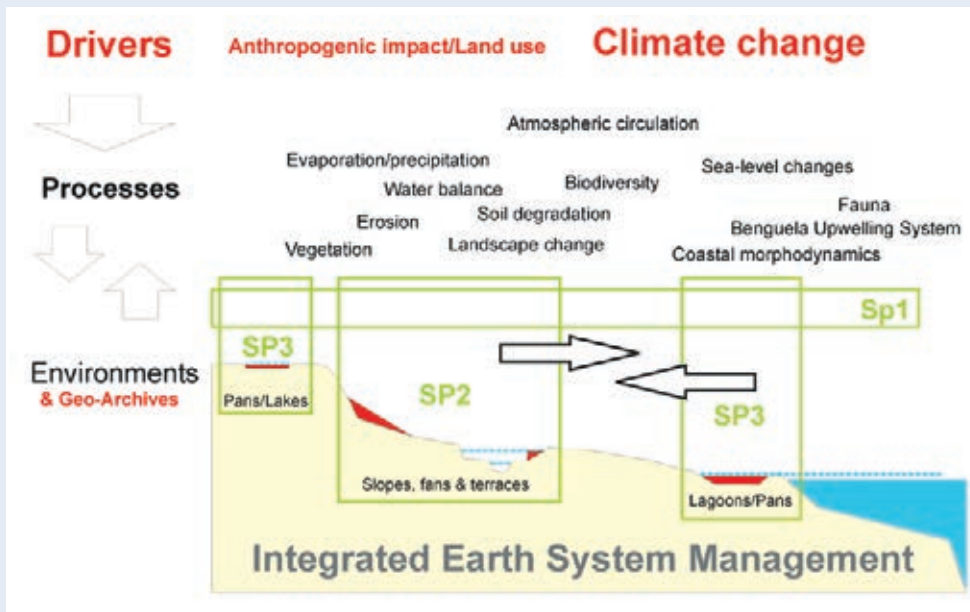 Drivers
Anthropogenic impact/Land use
Climate change
Atmospheric circulation
Evaporation/precipitation
Sea-level changes
Processes
Water balance
Biodiversity
Fauna
Erosion
Soil degradation
Benguela Upwelling System
Vegetation
Landscape change
Coastal morphodynamics
Sp1
SP3
Environments
& Geo-Archives
Pans/Lakes
SP2
SP3
Slopes, fans & terraces
Lagoons/Pans
Integrated Earth System Management